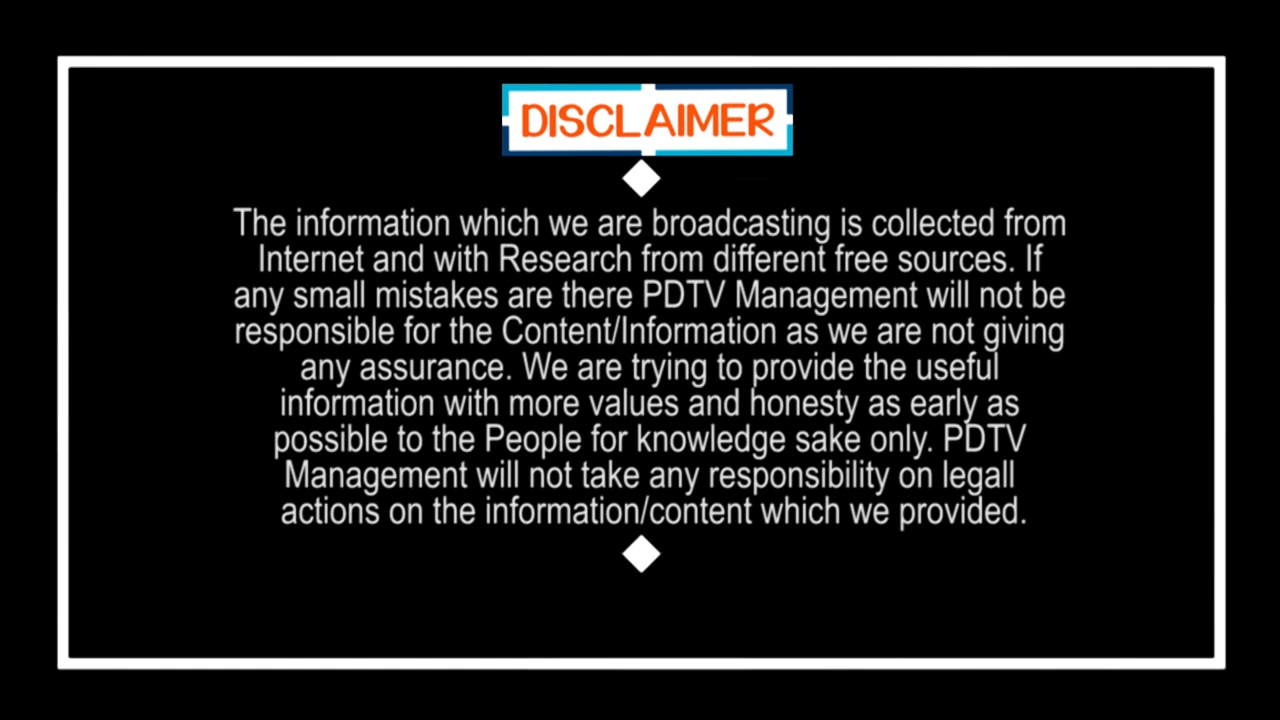 DISCLAIMER
The information which we are broadcasting is collected from
Internet and with Research from different free sources. If
any small mistakes are there PDTV Management will not be
responsible for the Content/Information as we are not giving
any assurance. We are trying to provide the useful
information with more values and honesty as early as
possible to the People for knowledge sake only. PDTV
Management will not take any responsibility on legall
actions on the information/content which we provided.